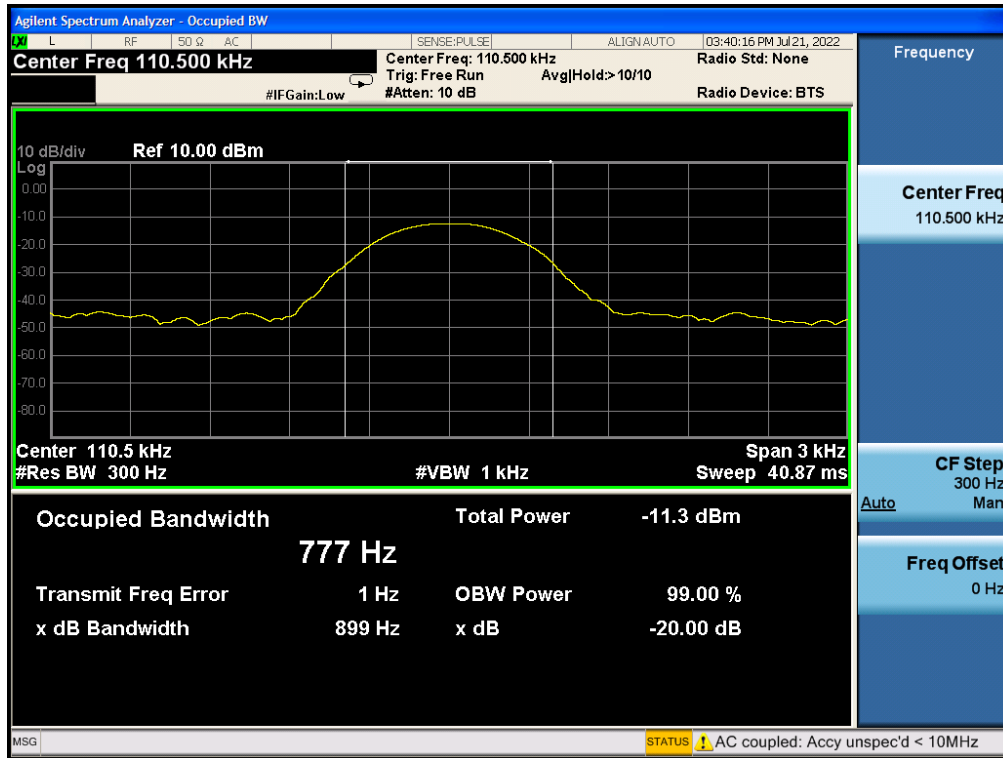 Agilent Spectrum Analyzer - Occupied BW
LXI L RF 50 Ω AC SENSE:PULSE ALIGN AUTO 03:40:16 PM Jul 21, 2022
Center Freq 110.500 kHz
Center Freq: 110.500 kHz
Radio Std: None
Trig: Free Run Avg|Hold:> 10/10
#IFGain:Low
#Atten: 10 dB
Radio Device: BTS
10 dB/div Ref 10.00 dBm
Log
0.00
-10.0
-20.0
-30.0
-40.0
-50.0
-60.0
-70.0
-80.0
Center 110.5 kHz Span 3 kHz
#Res BW 300 Hz #VBW 1 kHz Sweep 40.87 ms
Occupied Bandwidth Total Power -11.3 dBm
777 Hz
Transmit Freq Error 1 Hz OBW Power 99.00 %
x dB Bandwidth 899 Hz x dB -20.00 dB
Frequency
Center Freq
110.500 kHz
CF Step
300 Hz
Auto Man
Freq Offset
0 Hz
MSG STATUS AC coupled: Accy unspec'd < 10MHz